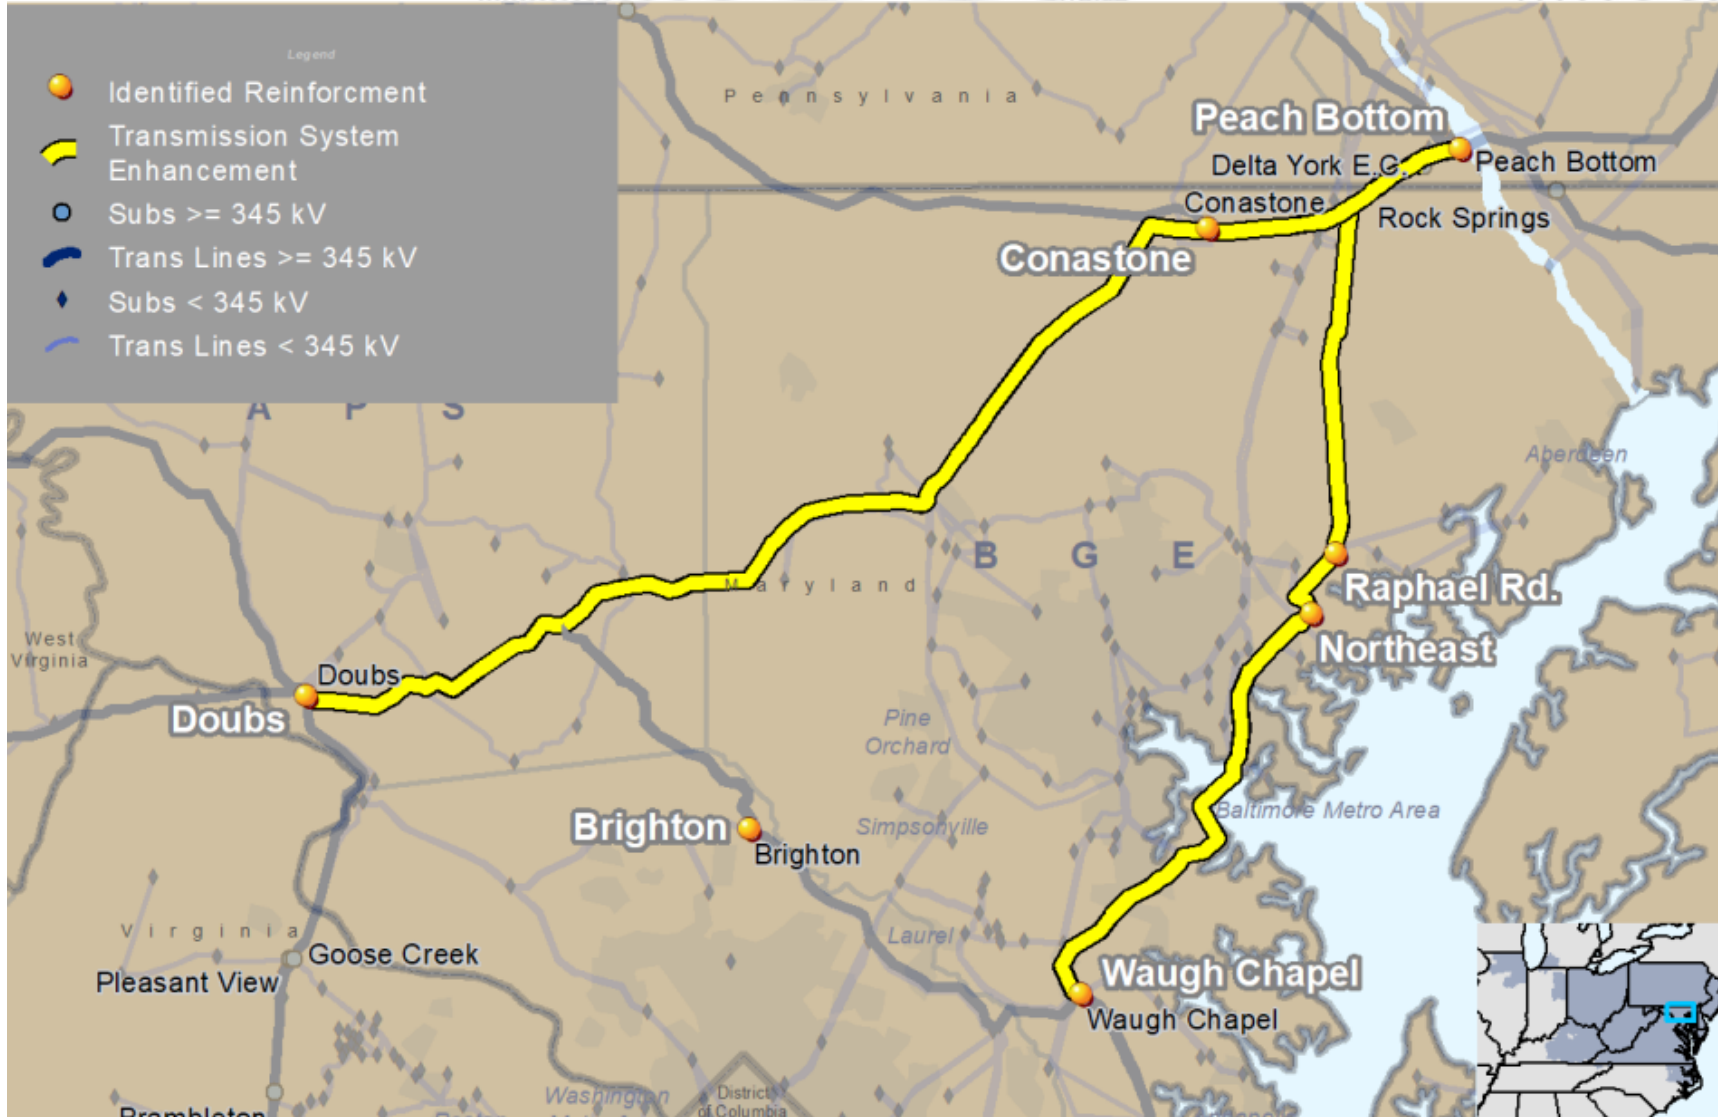 Legend
Identified Reinforcment
Transmission System
Enhancement
Subs >= 345 kV
Trans Lines >= 345 kV
Subs < 345 kV
Trans Lines < 345 kV
Pennsylvania
Peach Bottom
Delta York E.G.
Peach Bottom
Conastone
Rock Springs
Conastone
A P S
Aberdeen
B G E
Maryland
Raphael Rd.
West
Virginia
Northeast
Doubs
Doubs
Pine
Orchard
Baltimore Metro Area
Brighton
Simpsonville
Brighton
Virginia
Laurel
Goose Creek
Pleasant View
Waugh Chapel
Waugh Chapel
Washington
District
of Columbia
Brambleton